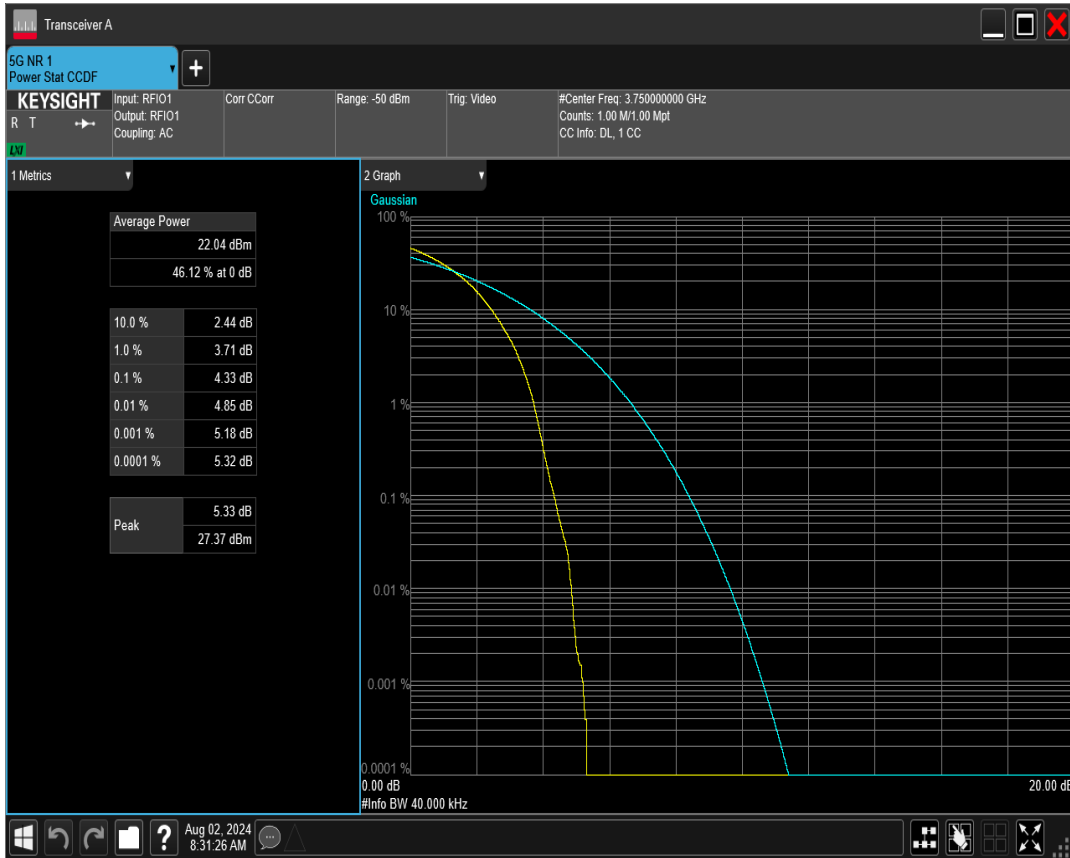 Transceiver A
5G NR 1
Power Stat CCDF
KEYSIGHT
R T
LXI
Input: RFIO1
Output: RFIO1
Coupling: AC
Corr CCorr
Range: -50 dBm
Trig: Video
#Center Freq: 3.750000000 GHz
Counts: 1.00 M/1.00 Mpt
CC Info: DL, 1 CC
1 Metrics
Average Power
22.04 dBm
46.12 % at 0 dB
10.0 % 2.44 dB
1.0 % 3.71 dB
0.1 % 4.33 dB
0.01 % 4.85 dB
0.001 % 5.18 dB
0.0001 % 5.32 dB
Peak 5.33 dB
27.37 dBm
2 Graph
Gaussian
100 %
10 %
1 %
0.1 %
0.01 %
0.001 %
0.0001 %
0.00 dB 20.00 dB
#Info BW 40.000 kHz
Aug 02, 2024
8:31:26 AM